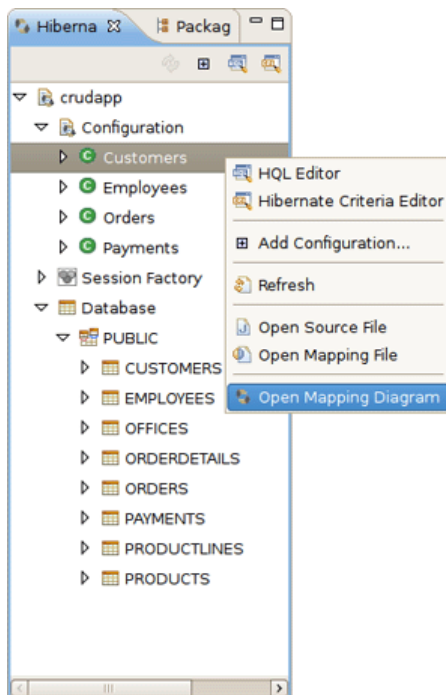 Hiberna
Packag
crudapp
Configuration
Customers
Employees
Orders
Payments
Session Factory
Database
PUBLIC
CUSTOMERS
EMPLOYEES
OFFICES
ORDERDETAILS
ORDERS
PAYMENTS
PRODUCTLINES
PRODUCTS
HQL Editor
Hibernate Criteria Editor
Add Configuration...
Refresh
Open Source File
Open Mapping File
Open Mapping Diagram